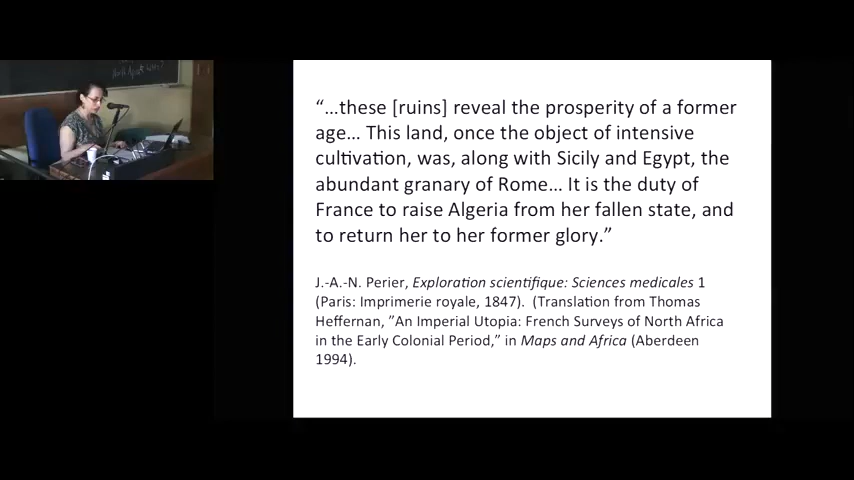 “…these [ruins] reveal the prosperity of a former
age… This land, once the object of intensive
cultivation, was, along with Sicily and Egypt, the
abundant granary of Rome… It is the duty of
France to raise Algeria from her fallen state, and
to return her to her former glory.”
J.-A.-N. Perier, Exploration scientifique: Sciences medicales 1
(Paris: Imprimerie royale, 1847).  (Translation from Thomas
Heffernan, ”An Imperial Utopia: French Surveys of North Africa
in the Early Colonial Period,” in Maps and Africa (Aberdeen
1994).